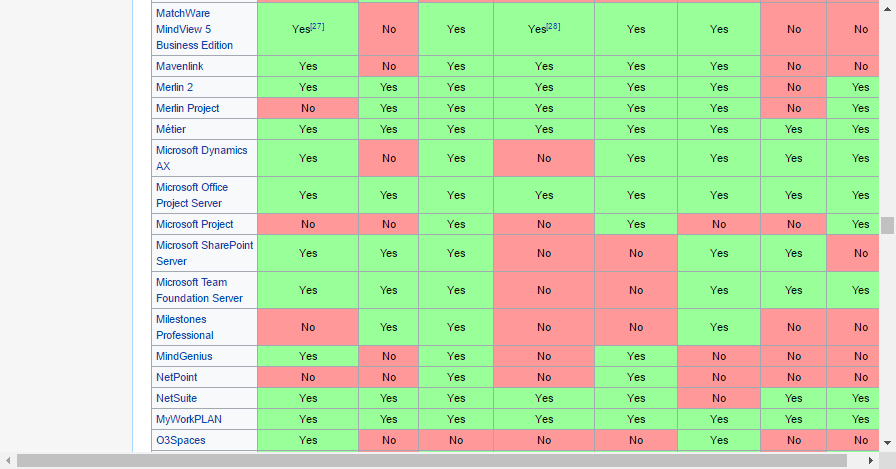 MatchWare
MindView 5
Business Edition
Yes[27] No Yes Yes[28] Yes Yes No No
Mavenlink Yes No Yes Yes Yes Yes No No
Merlin 2 Yes Yes Yes Yes Yes Yes No Yes
Merlin Project No Yes Yes Yes Yes Yes No Yes
Métier Yes Yes Yes Yes Yes Yes Yes Yes
Microsoft Dynamics
AX
Yes No Yes No Yes Yes Yes Yes
Microsoft Office
Project Server
Yes Yes Yes Yes Yes Yes Yes Yes
Microsoft Project No No Yes No Yes No No Yes
Microsoft SharePoint
Server
Yes Yes Yes No No Yes Yes No
Microsoft Team
Foundation Server
Yes Yes Yes No No Yes Yes Yes
Milestones
Professional
No Yes Yes No No Yes No No
MindGenius Yes No Yes No Yes No No No
NetPoint No No Yes No Yes No No No
NetSuite Yes Yes Yes Yes Yes No Yes Yes
MyWorkPLAN Yes Yes Yes Yes Yes Yes Yes Yes
O3Spaces Yes No No No No Yes No No